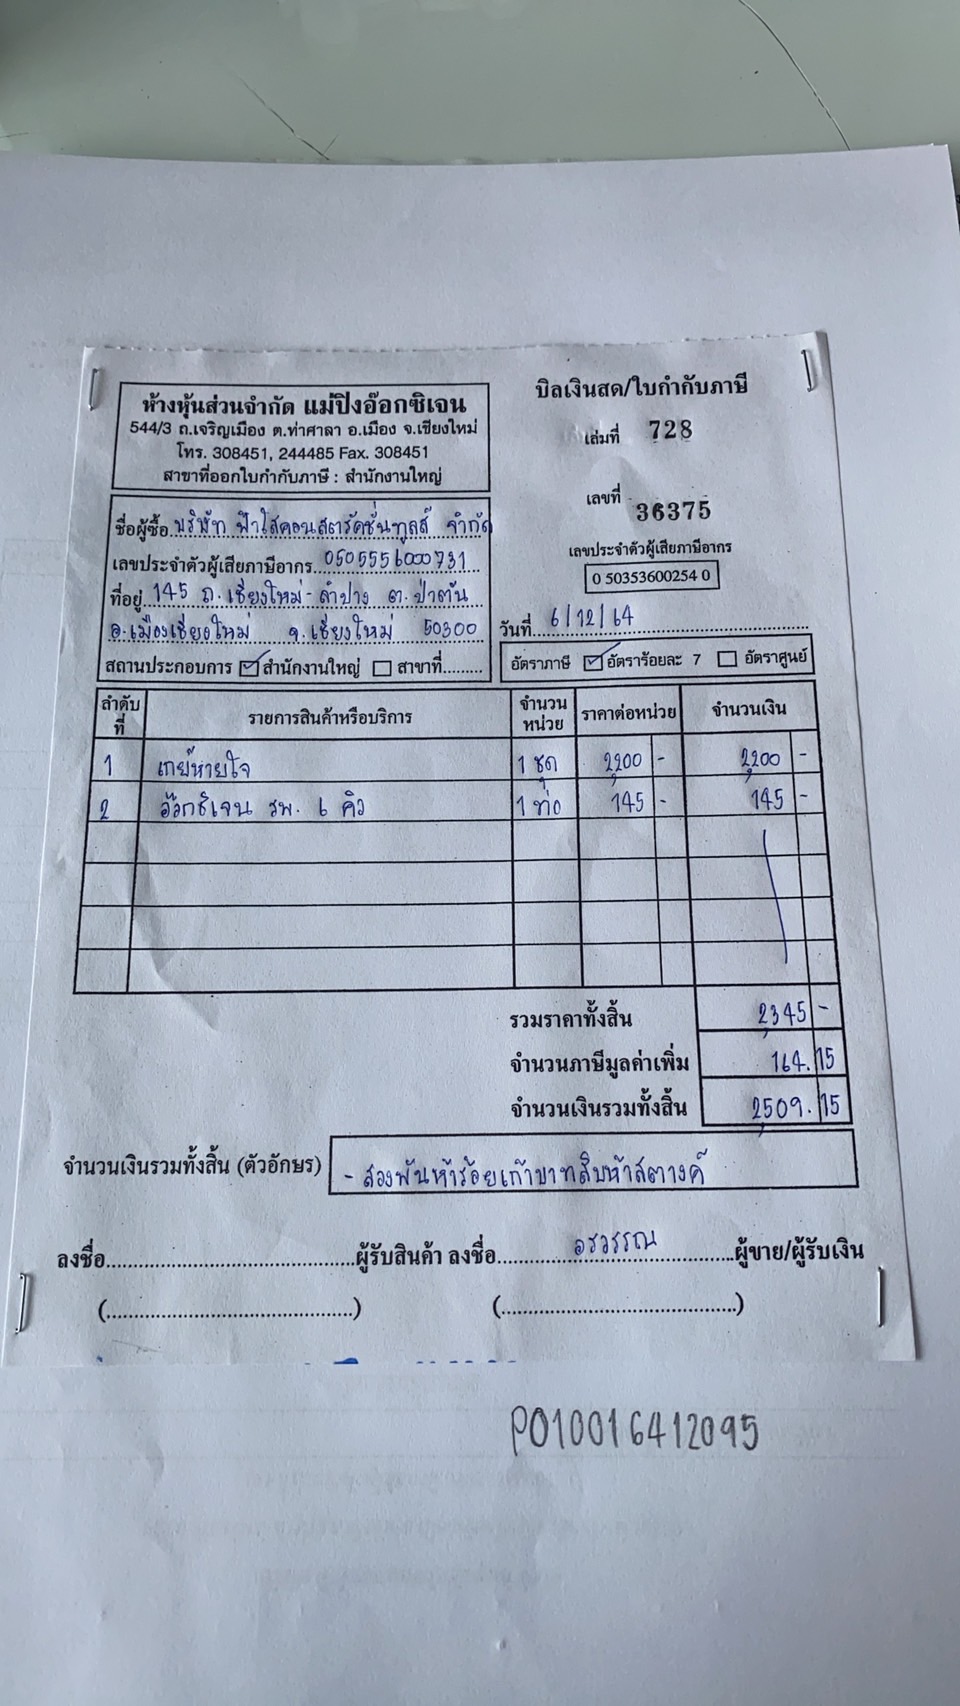 ห้างหุ้นส่วนจำกัด แม่ปิงอ๊อกซิเจน
544/3 ถ.เจริญเมือง ต.ท่าศาลา อ.เมือง จ.เชียงใหม่
โทร. 308451, 244485 Fax. 308451
สาขาที่ออกใบกำกับภาษี : สำนักงานใหญ่
บิลเงินสด/ใบกำกับภาษี
เล่มที่ 728
เลขที่ 36375
เลขประจำตัวผู้เสียภาษีอากร
0 50353600254 0
ชื่อผู้ซื้อ บริษัท ฟ้าใสคอนสตรัคชั่นทูลส์ จำกัด
เลขประจำตัวผู้เสียภาษีอากร 0505556000731
ที่อยู่ 145 ถ.เชียงใหม่-ลำปาง ต.ป่าตัน
อ.เมืองเชียงใหม่ จ.เชียงใหม่ 50300
วันที่ 6/12/64
สถานประกอบการ ☑ สำนักงานใหญ่ ☐ สาขาที่.........
อัตราภาษี ☑ อัตราร้อยละ 7 ☐ อัตราศูนย์
ลำดับที่ รายการสินค้าหรือบริการ จำนวนหน่วย ราคาต่อหน่วย จำนวนเงิน
1 เกย์หายใจ 1 ชุด 2,200 - 2,200 -
2 อ๊อกซิเจน รพ. 6 คิว 1 ท่อ 145 - 145 -
รวมราคาทั้งสิ้น 2,345 -
จำนวนภาษีมูลค่าเพิ่ม 164.15
จำนวนเงินรวมทั้งสิ้น 2,509.15
จำนวนเงินรวมทั้งสิ้น (ตัวอักษร) - สองพันห้าร้อยเก้าบาทสิบห้าสตางค์
ลงชื่อ..........ผู้รับสินค้า ลงชื่อ อรวรรณ ผู้ขาย/ผู้รับเงิน
(..........) (..........)
PO10016412095